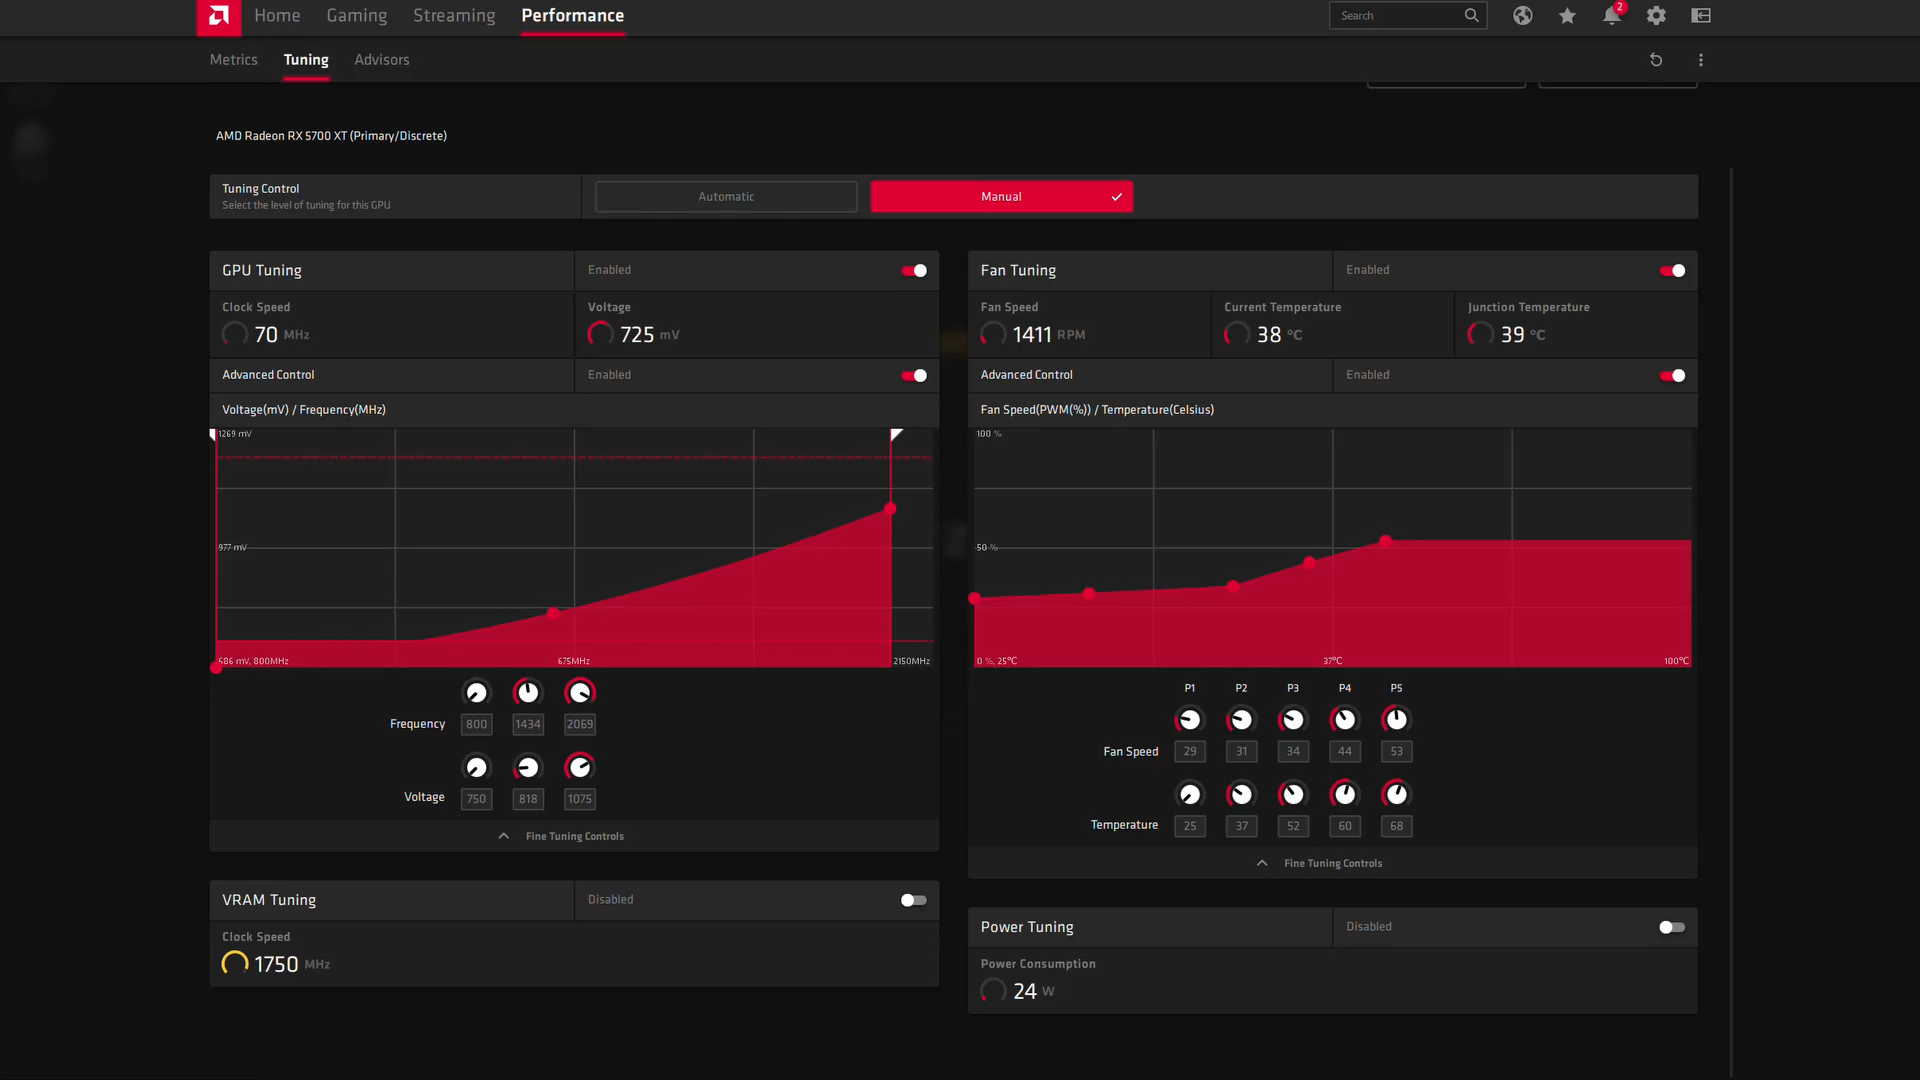 Home Gaming Streaming Performance Search 2
Metrics Tuning Advisors
AMD Radeon RX 5700 XT (Primary/Discrete)
Tuning Control
Select the level of tuning for this GPU
Automatic Manual
GPU Tuning Enabled
Clock Speed Voltage
70 MHz 725 mV
Advanced Control Enabled
Voltage(mV) / Frequency(MHz)
1269 mV
977 mV
686 mV, 800MHz 675MHz 2150MHz
Frequency 800 1434 2069
Voltage 750 818 1075
Fine Tuning Controls
VRAM Tuning Disabled
Clock Speed
1750 MHz
Fan Tuning Enabled
Fan Speed Current Temperature Junction Temperature
1411 RPM 38 °C 39 °C
Advanced Control Enabled
Fan Speed(PWM(%)) / Temperature(Celsius)
100 %
50 %
0 %, 25°C 37°C 100°C
P1 P2 P3 P4 P5
Fan Speed 29 31 34 44 53
Temperature 25 37 52 60 68
Fine Tuning Controls
Power Tuning Disabled
Power Consumption
24 W